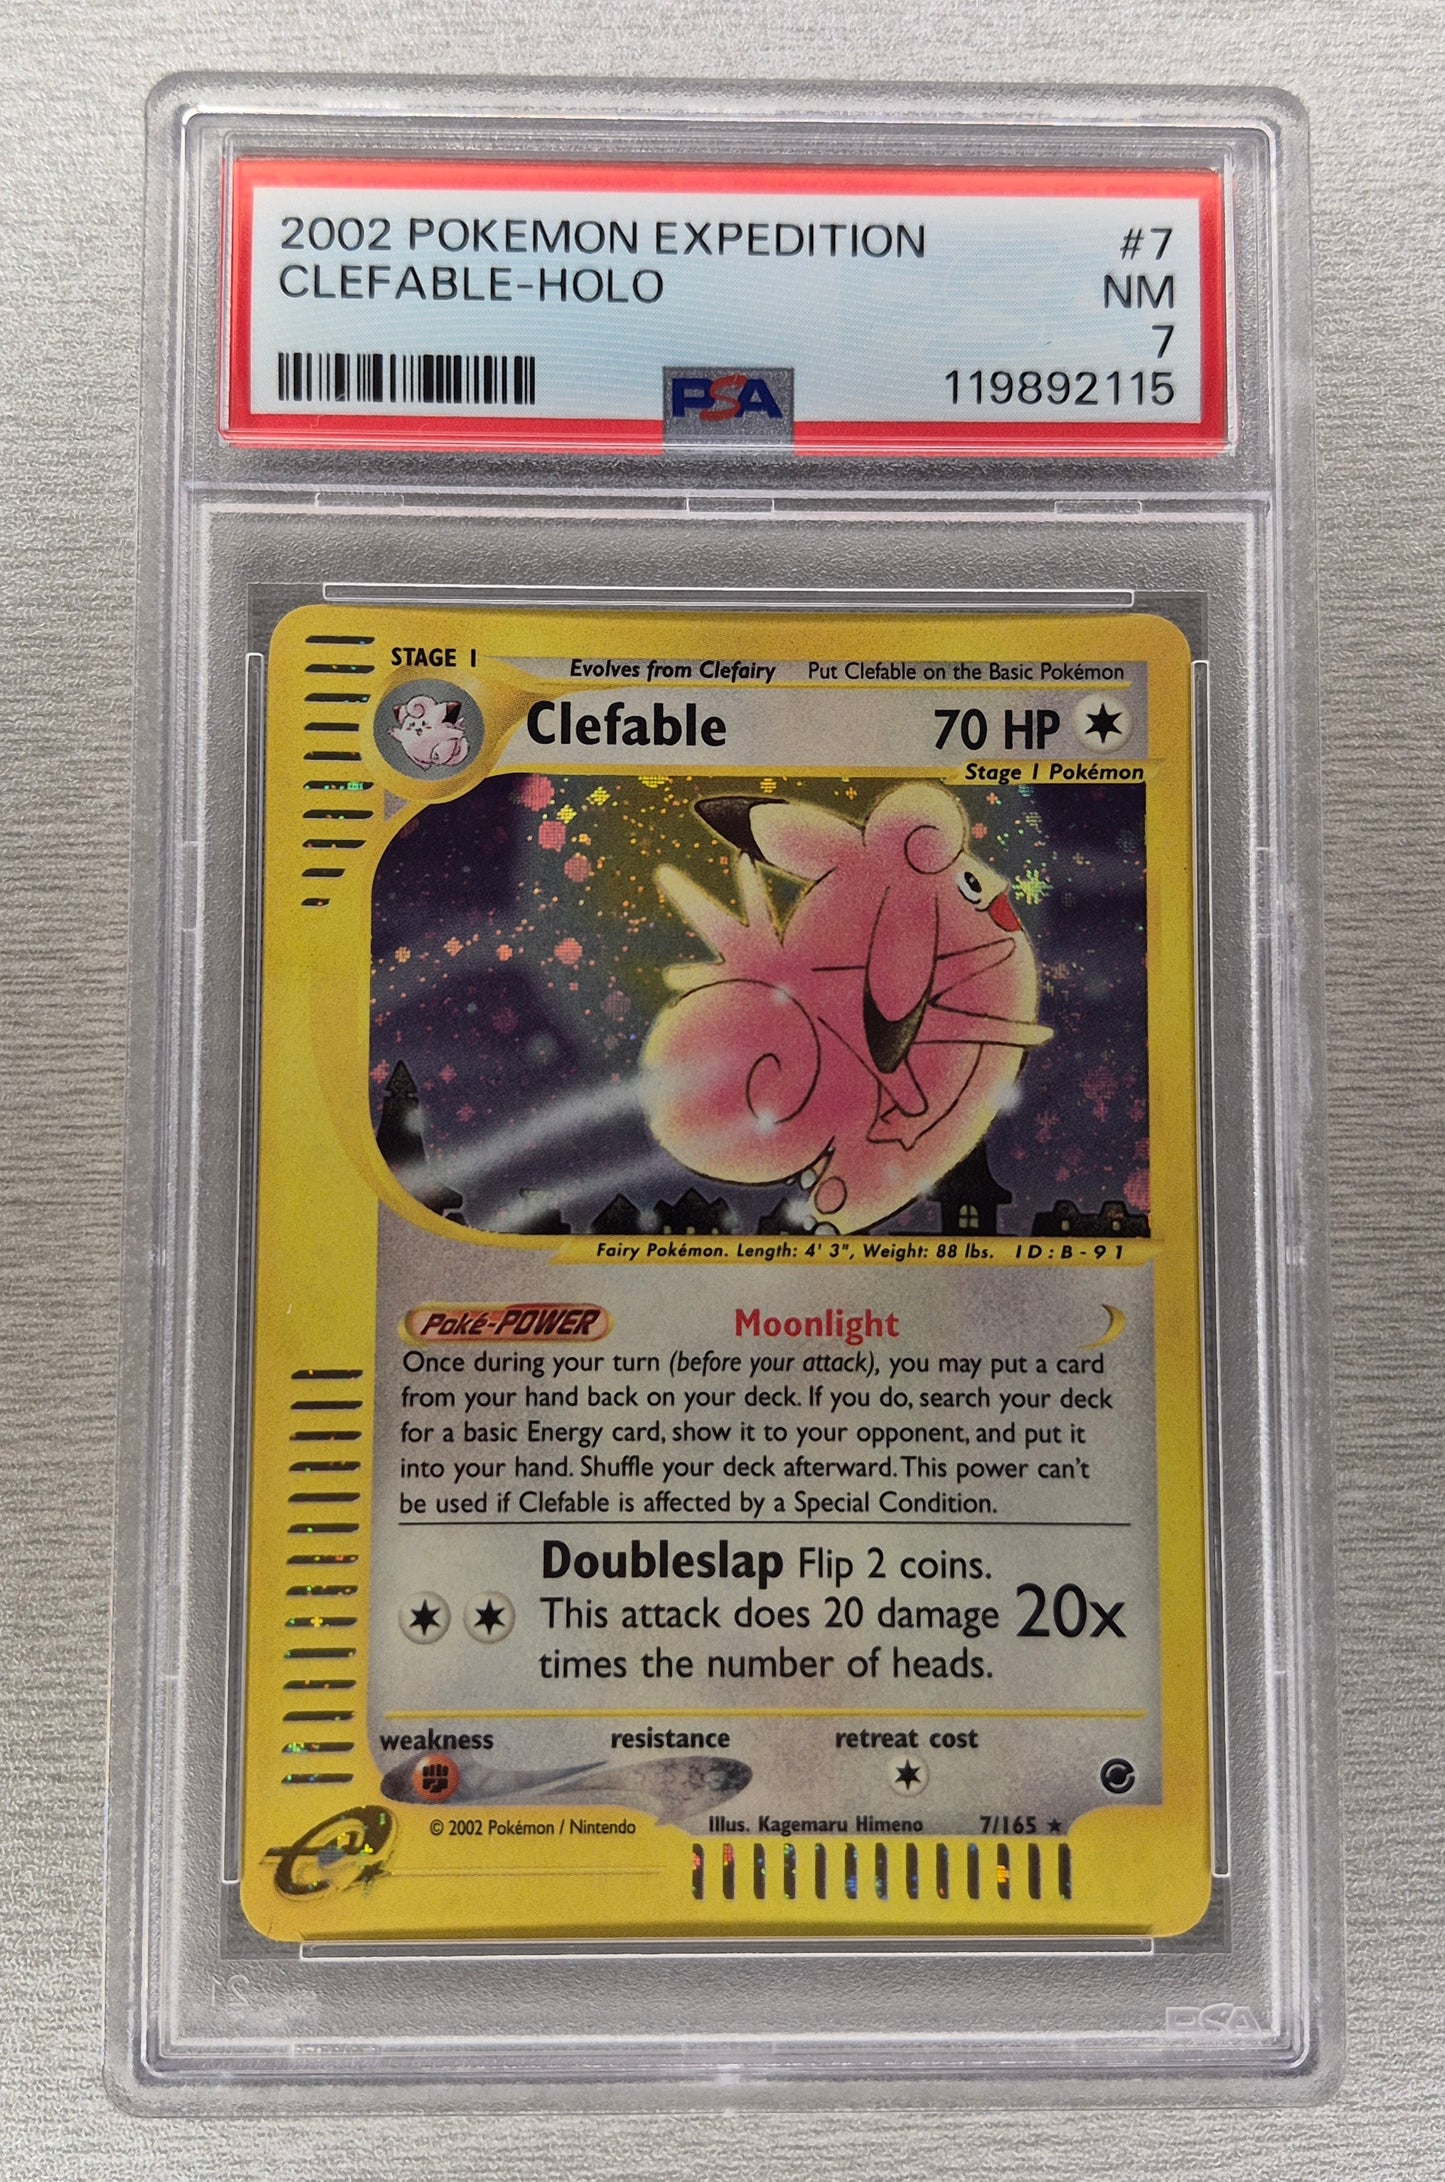 2002 POKEMON EXPEDITION #7
CLEFABLE-HOLO NM
7
PSA 119892115
STAGE 1
Evolves from Clefairy Put Clefable on the Basic Pokémon
Clefable 70 HP
Stage 1 Pokémon
Fairy Pokémon. Length: 4' 3", Weight: 88 lbs. ID:B-91
Poké-POWER Moonlight
Once during your turn (before your attack), you may put a card
from your hand back on your deck. If you do, search your deck
for a basic Energy card, show it to your opponent, and put it
into your hand. Shuffle your deck afterward. This power can't
be used if Clefable is affected by a Special Condition.
Doubleslap Flip 2 coins.
This attack does 20 damage 20x
times the number of heads.
weakness resistance retreat cost
© 2002 Pokémon / Nintendo Illus. Kagemaru Himeno 7/165 ★
e
PSA